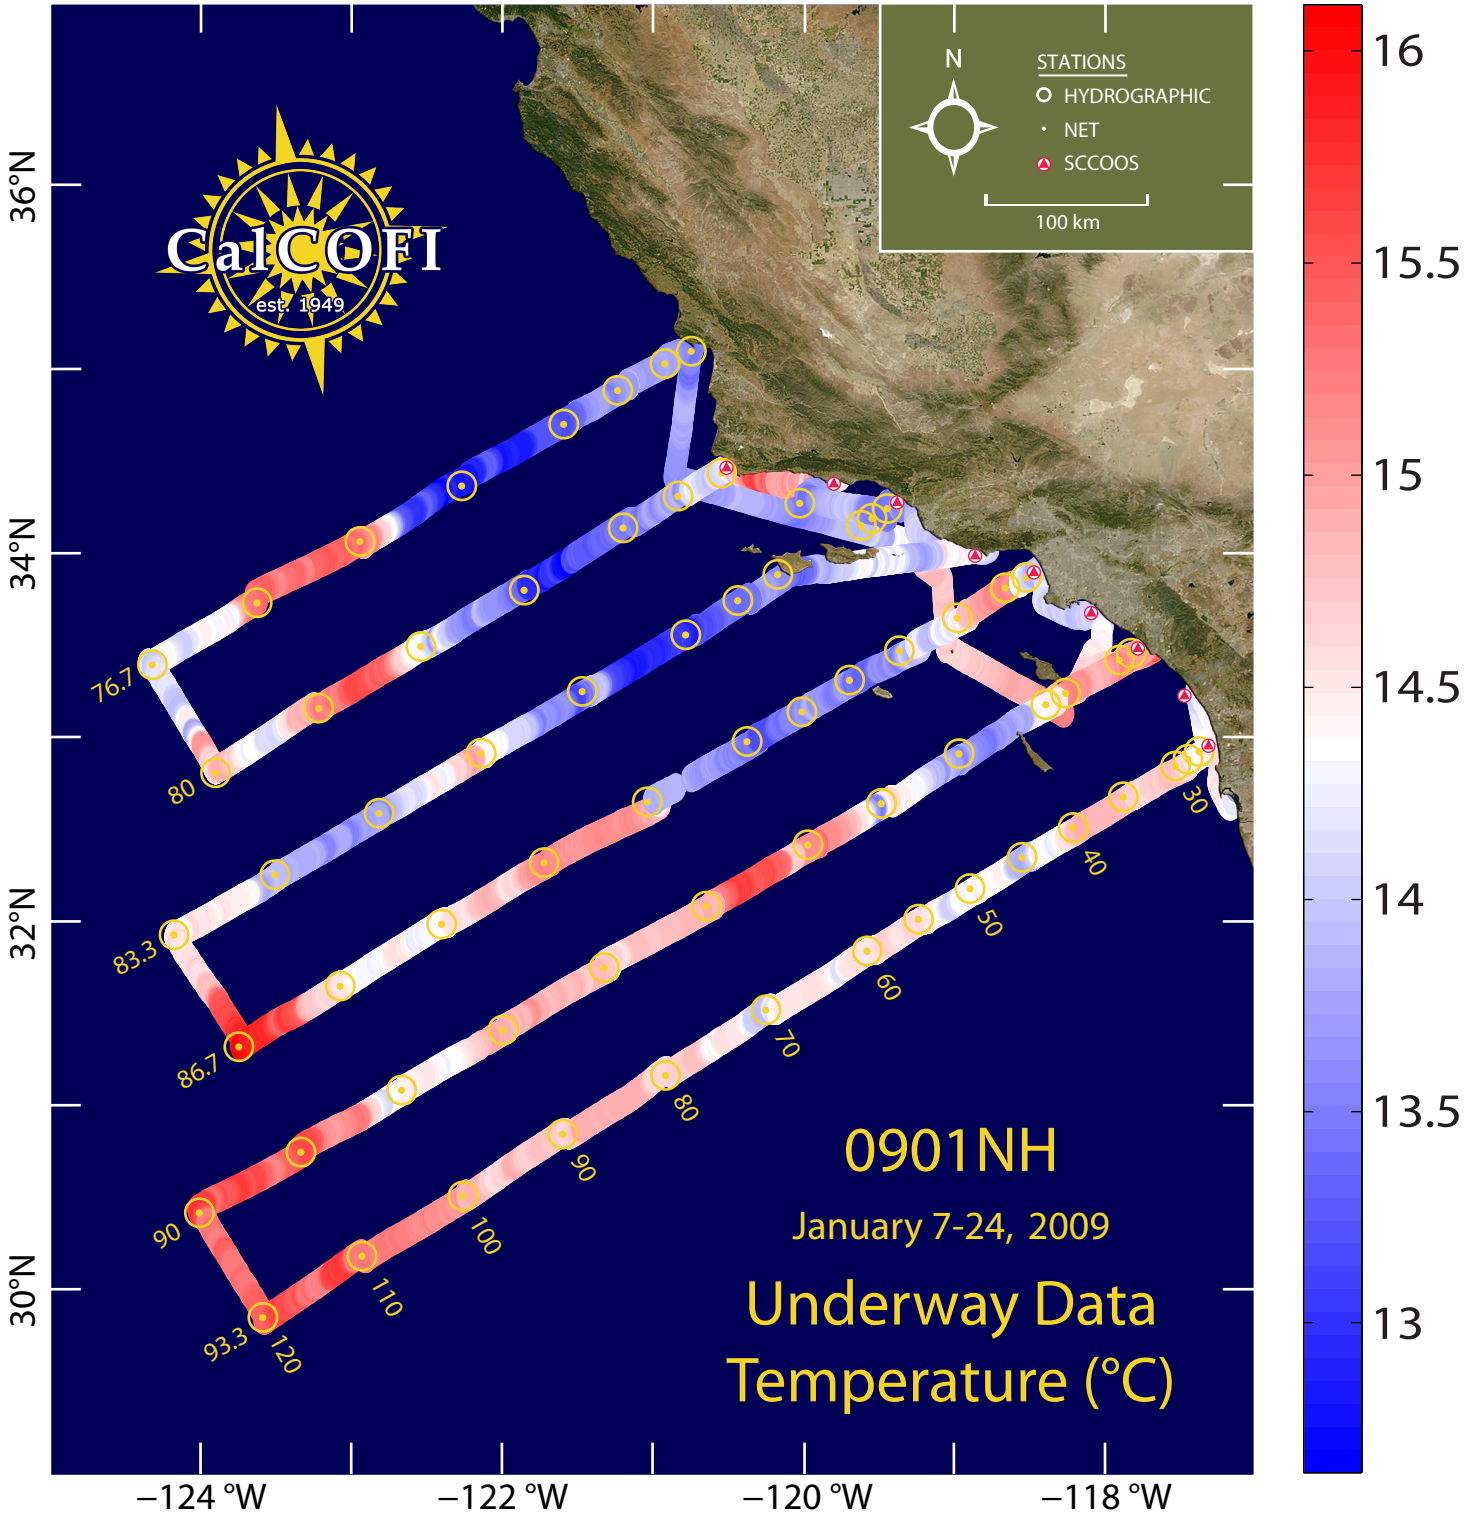 N
STATIONS
HYDROGRAPHIC
NET
SCCOOS
100 km
CalCOFI
est. 1949
36°N
34°N
32°N
30°N
76.7
80
83.3
86.7
90
93.3
30
40
50
60
70
80
90
100
110
120
0901NH
January 7-24, 2009
Underway Data
Temperature (°C)
−124 °W
−122 °W
−120 °W
−118 °W
16
15.5
15
14.5
14
13.5
13